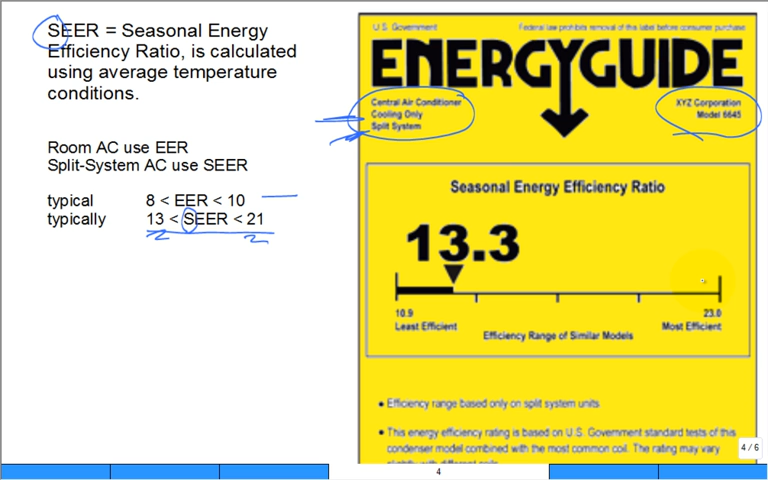 SEER = Seasonal Energy
Efficiency Ratio, is calculated
using average temperature
conditions.
Room AC use EER
Split-System AC use SEER
typical 8 < EER < 10
typically 13 < SEER < 21
U.S. Government Federal law prohibits removal of this label before consumer purchase
ENERGYGUIDE
Central Air Conditioner
Cooling Only
Split System
XYZ Corporation
Model 6645
Seasonal Energy Efficiency Ratio
13.3
10.9 23.0
Least Efficient Most Efficient
Efficiency Range of Similar Models
• Efficiency range based only on split system units
• This energy efficiency rating is based on U.S. Government standard tests of this
condenser model combined with the most common coil. The rating may vary
4 / 6
4